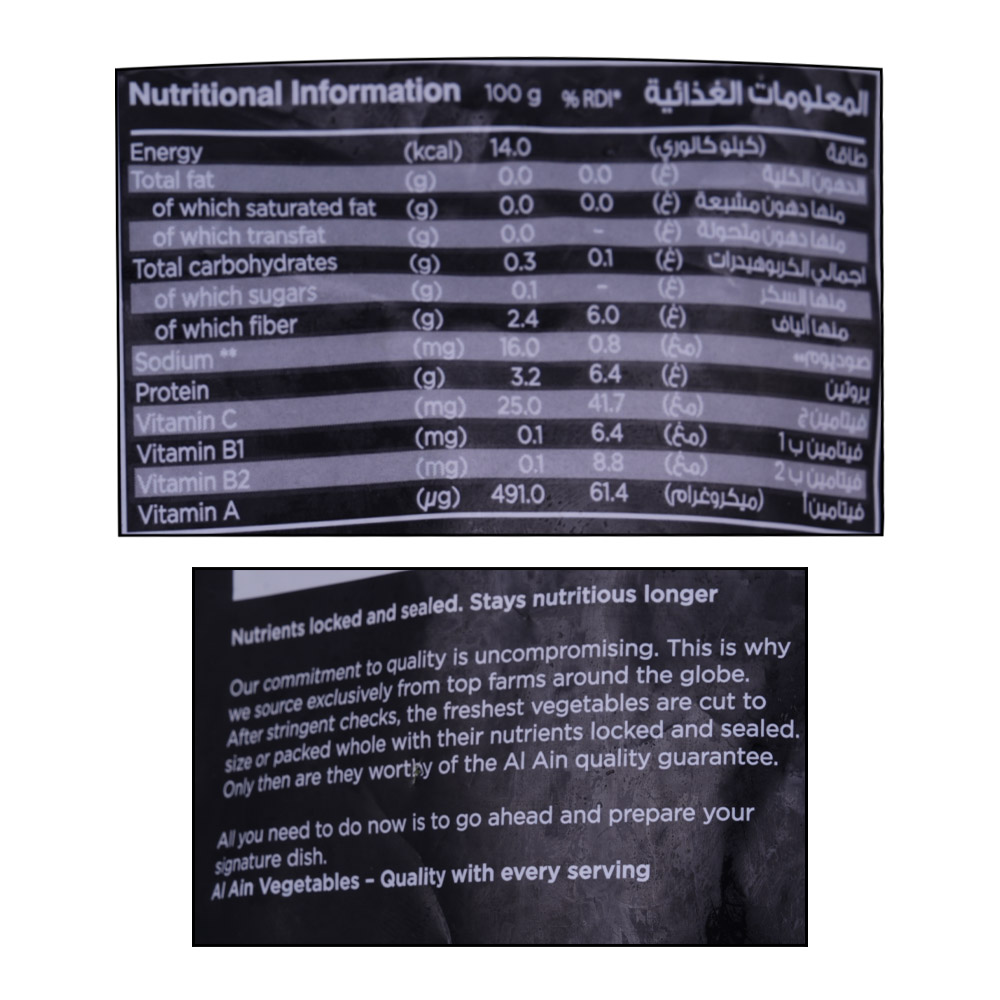 Nutritional Information 100 g % RDI* المعلومات الغذائية
Energy (kcal) 14.0 (كيلو كالوري) طاقة
Total fat (g) 0.0 0.0 (غ) الدهون الكلية
of which saturated fat (g) 0.0 0.0 (غ) منها دهون مشبعة
of which transfat (g) 0.0 - (غ) منها دهون متحولة
Total carbohydrates (g) 0.3 0.1 (غ) اجمالي الكربوهيدرات
of which sugars (g) 0.1 - (غ) منها السكر
of which fiber (g) 2.4 6.0 (غ) منها ألياف
Sodium ** (mg) 16.0 0.8 (مغ) صوديوم**
Protein (g) 3.2 6.4 (غ) بروتين
Vitamin C (mg) 25.0 41.7 (مغ) فيتامين ج
Vitamin B1 (mg) 0.1 6.4 (مغ) فيتامين ب 1
Vitamin B2 (mg) 0.1 8.8 (مغ) فيتامين ب 2
Vitamin A (µg) 491.0 61.4 (ميكروغرام) فيتامين أ
Nutrients locked and sealed. Stays nutritious longer
Our commitment to quality is uncompromising. This is why
we source exclusively from top farms around the globe.
After stringent checks, the freshest vegetables are cut to
size or packed whole with their nutrients locked and sealed.
Only then are they worthy of the Al Ain quality guarantee.
All you need to do now is to go ahead and prepare your
signature dish.
Al Ain Vegetables – Quality with every serving